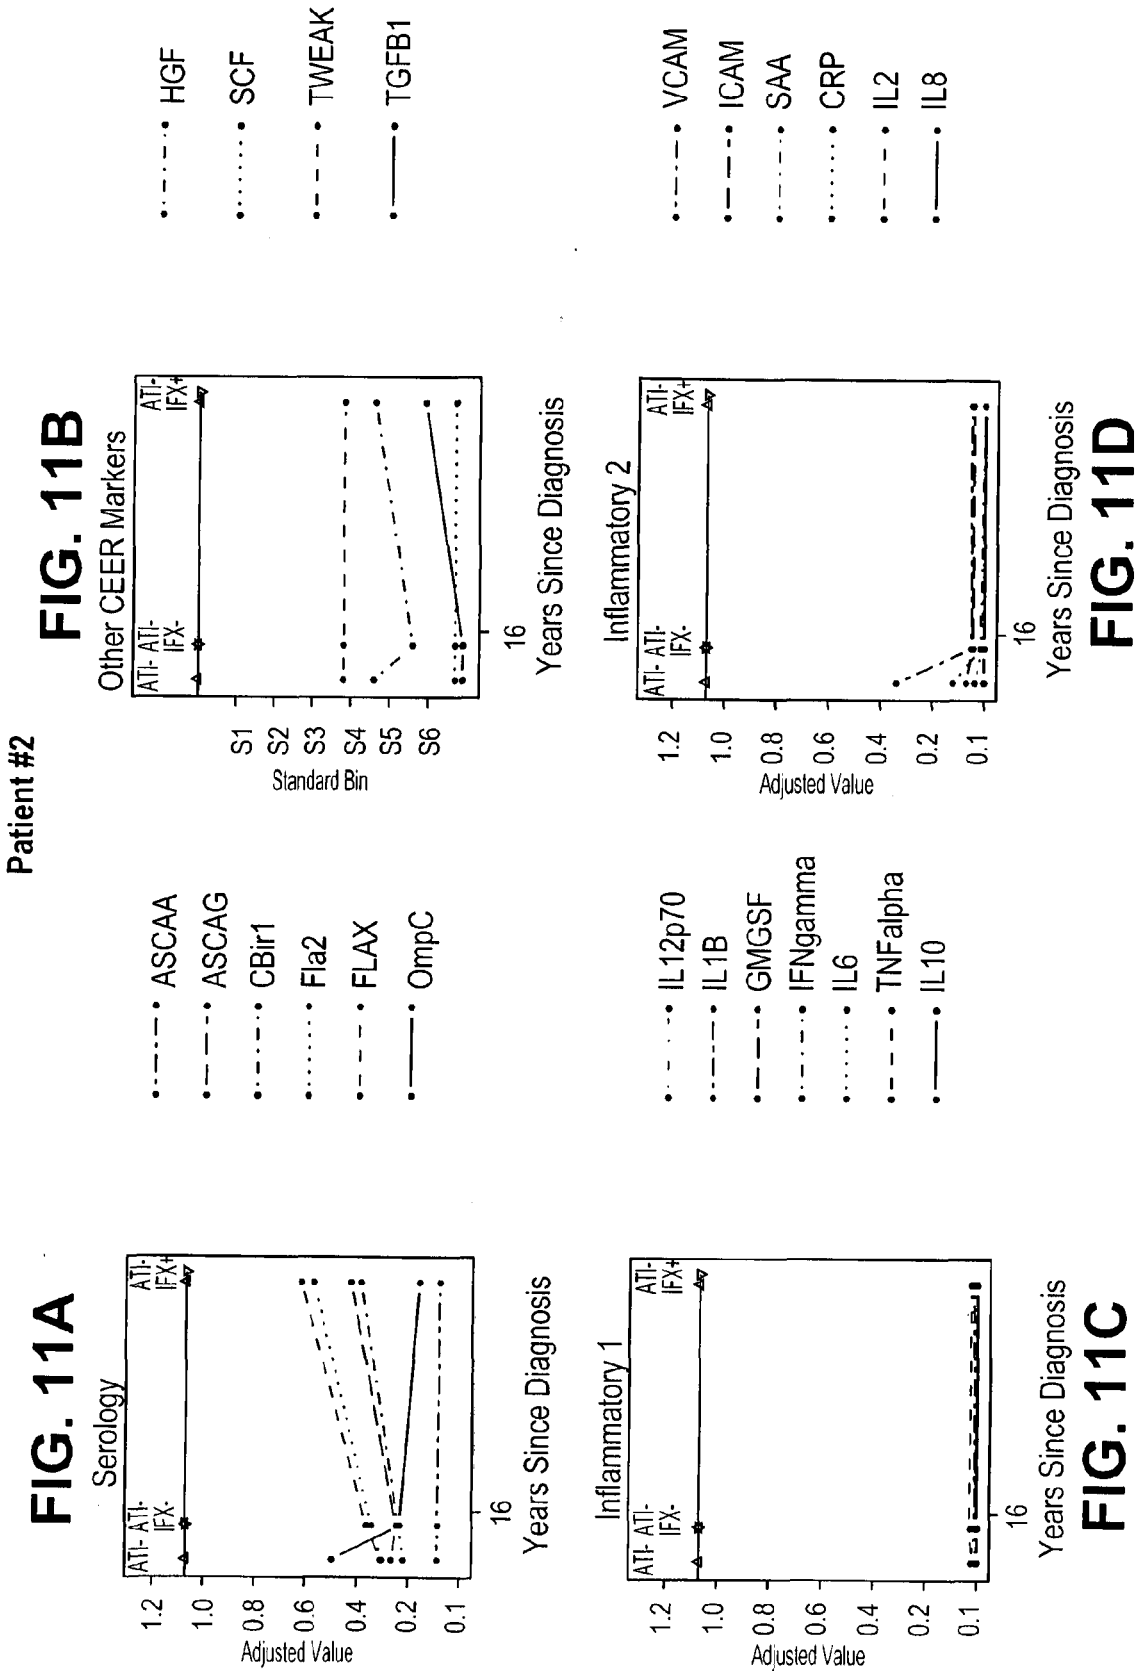 Patient #2
FIG. 11A
Serology
ATI- ATI-
IFX-
ATI-
IFX+
1.2
1.0
0.8
0.6
0.4
0.2
0.1
Adjusted Value
16
Years Since Diagnosis
ASCAA
ASCAG
CBir1
Fla2
FLAX
OmpC
FIG. 11B
Other CEER Markers
ATI- ATI-
IFX-
ATI-
IFX+
S1
S2
S3
S4
S5
S6
Standard Bin
16
Years Since Diagnosis
HGF
SCF
TWEAK
TGFB1
Inflammatory 1
ATI- ATI-
IFX-
ATI-
IFX+
1.2
1.0
0.8
0.6
0.4
0.2
0.1
Adjusted Value
16
Years Since Diagnosis
FIG. 11C
IL12p70
IL1B
GMGSF
IFNgamma
IL6
TNFalpha
IL10
Inflammatory 2
ATI- ATI-
IFX-
ATI-
IFX+
1.2
1.0
0.8
0.6
0.4
0.2
0.1
Adjusted Value
16
Years Since Diagnosis
FIG. 11D
VCAM
ICAM
SAA
CRP
IL2
IL8